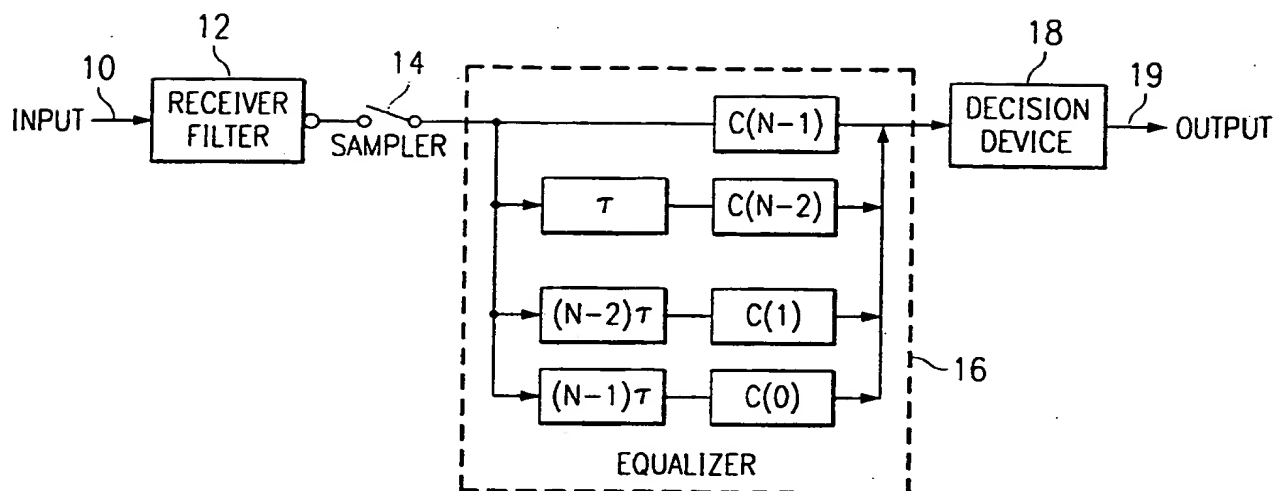 12
10
INPUT
RECEIVER
FILTER
14
SAMPLER
C(N-1)
τ
C(N-2)
(N-2)τ
C(1)
(N-1)τ
C(0)
EQUALIZER
16
18
DECISION
DEVICE
19
OUTPUT